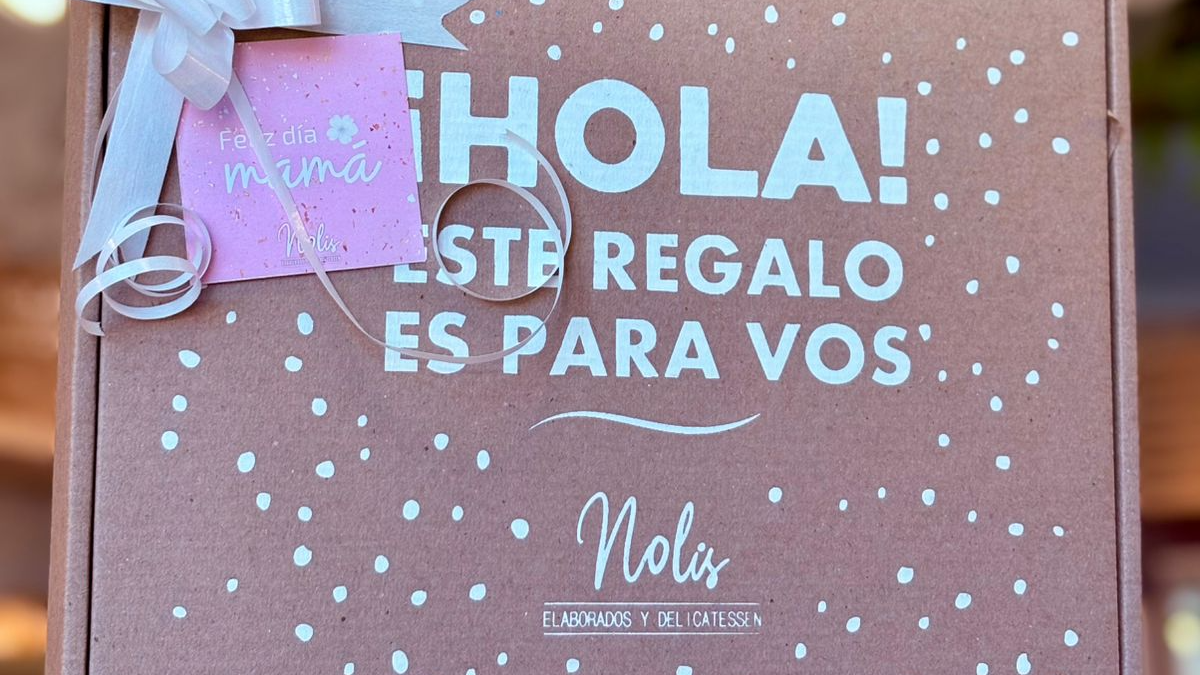 Feliz día
mamá
Nolis
¡HOLA!
ESTE REGALO
ES PARA VOS
Nolis
ELABORADOS Y DELICATESSEN